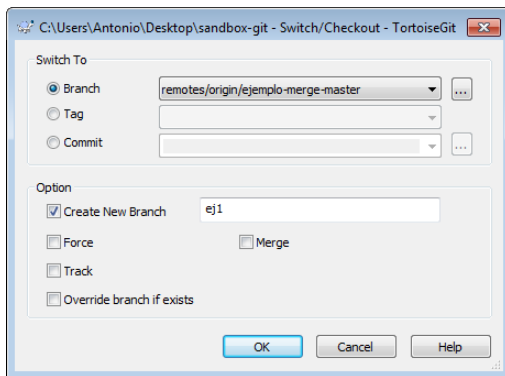 C:\Users\Antonio\Desktop\sandbox-git - Switch/Checkout - TortoiseGit
Switch To
Branch
remotes/origin/ejemplo-merge-master
...
Tag
Commit
...
Option
Create New Branch
ej1
Force
Merge
Track
Override branch if exists
OK
Cancel
Help